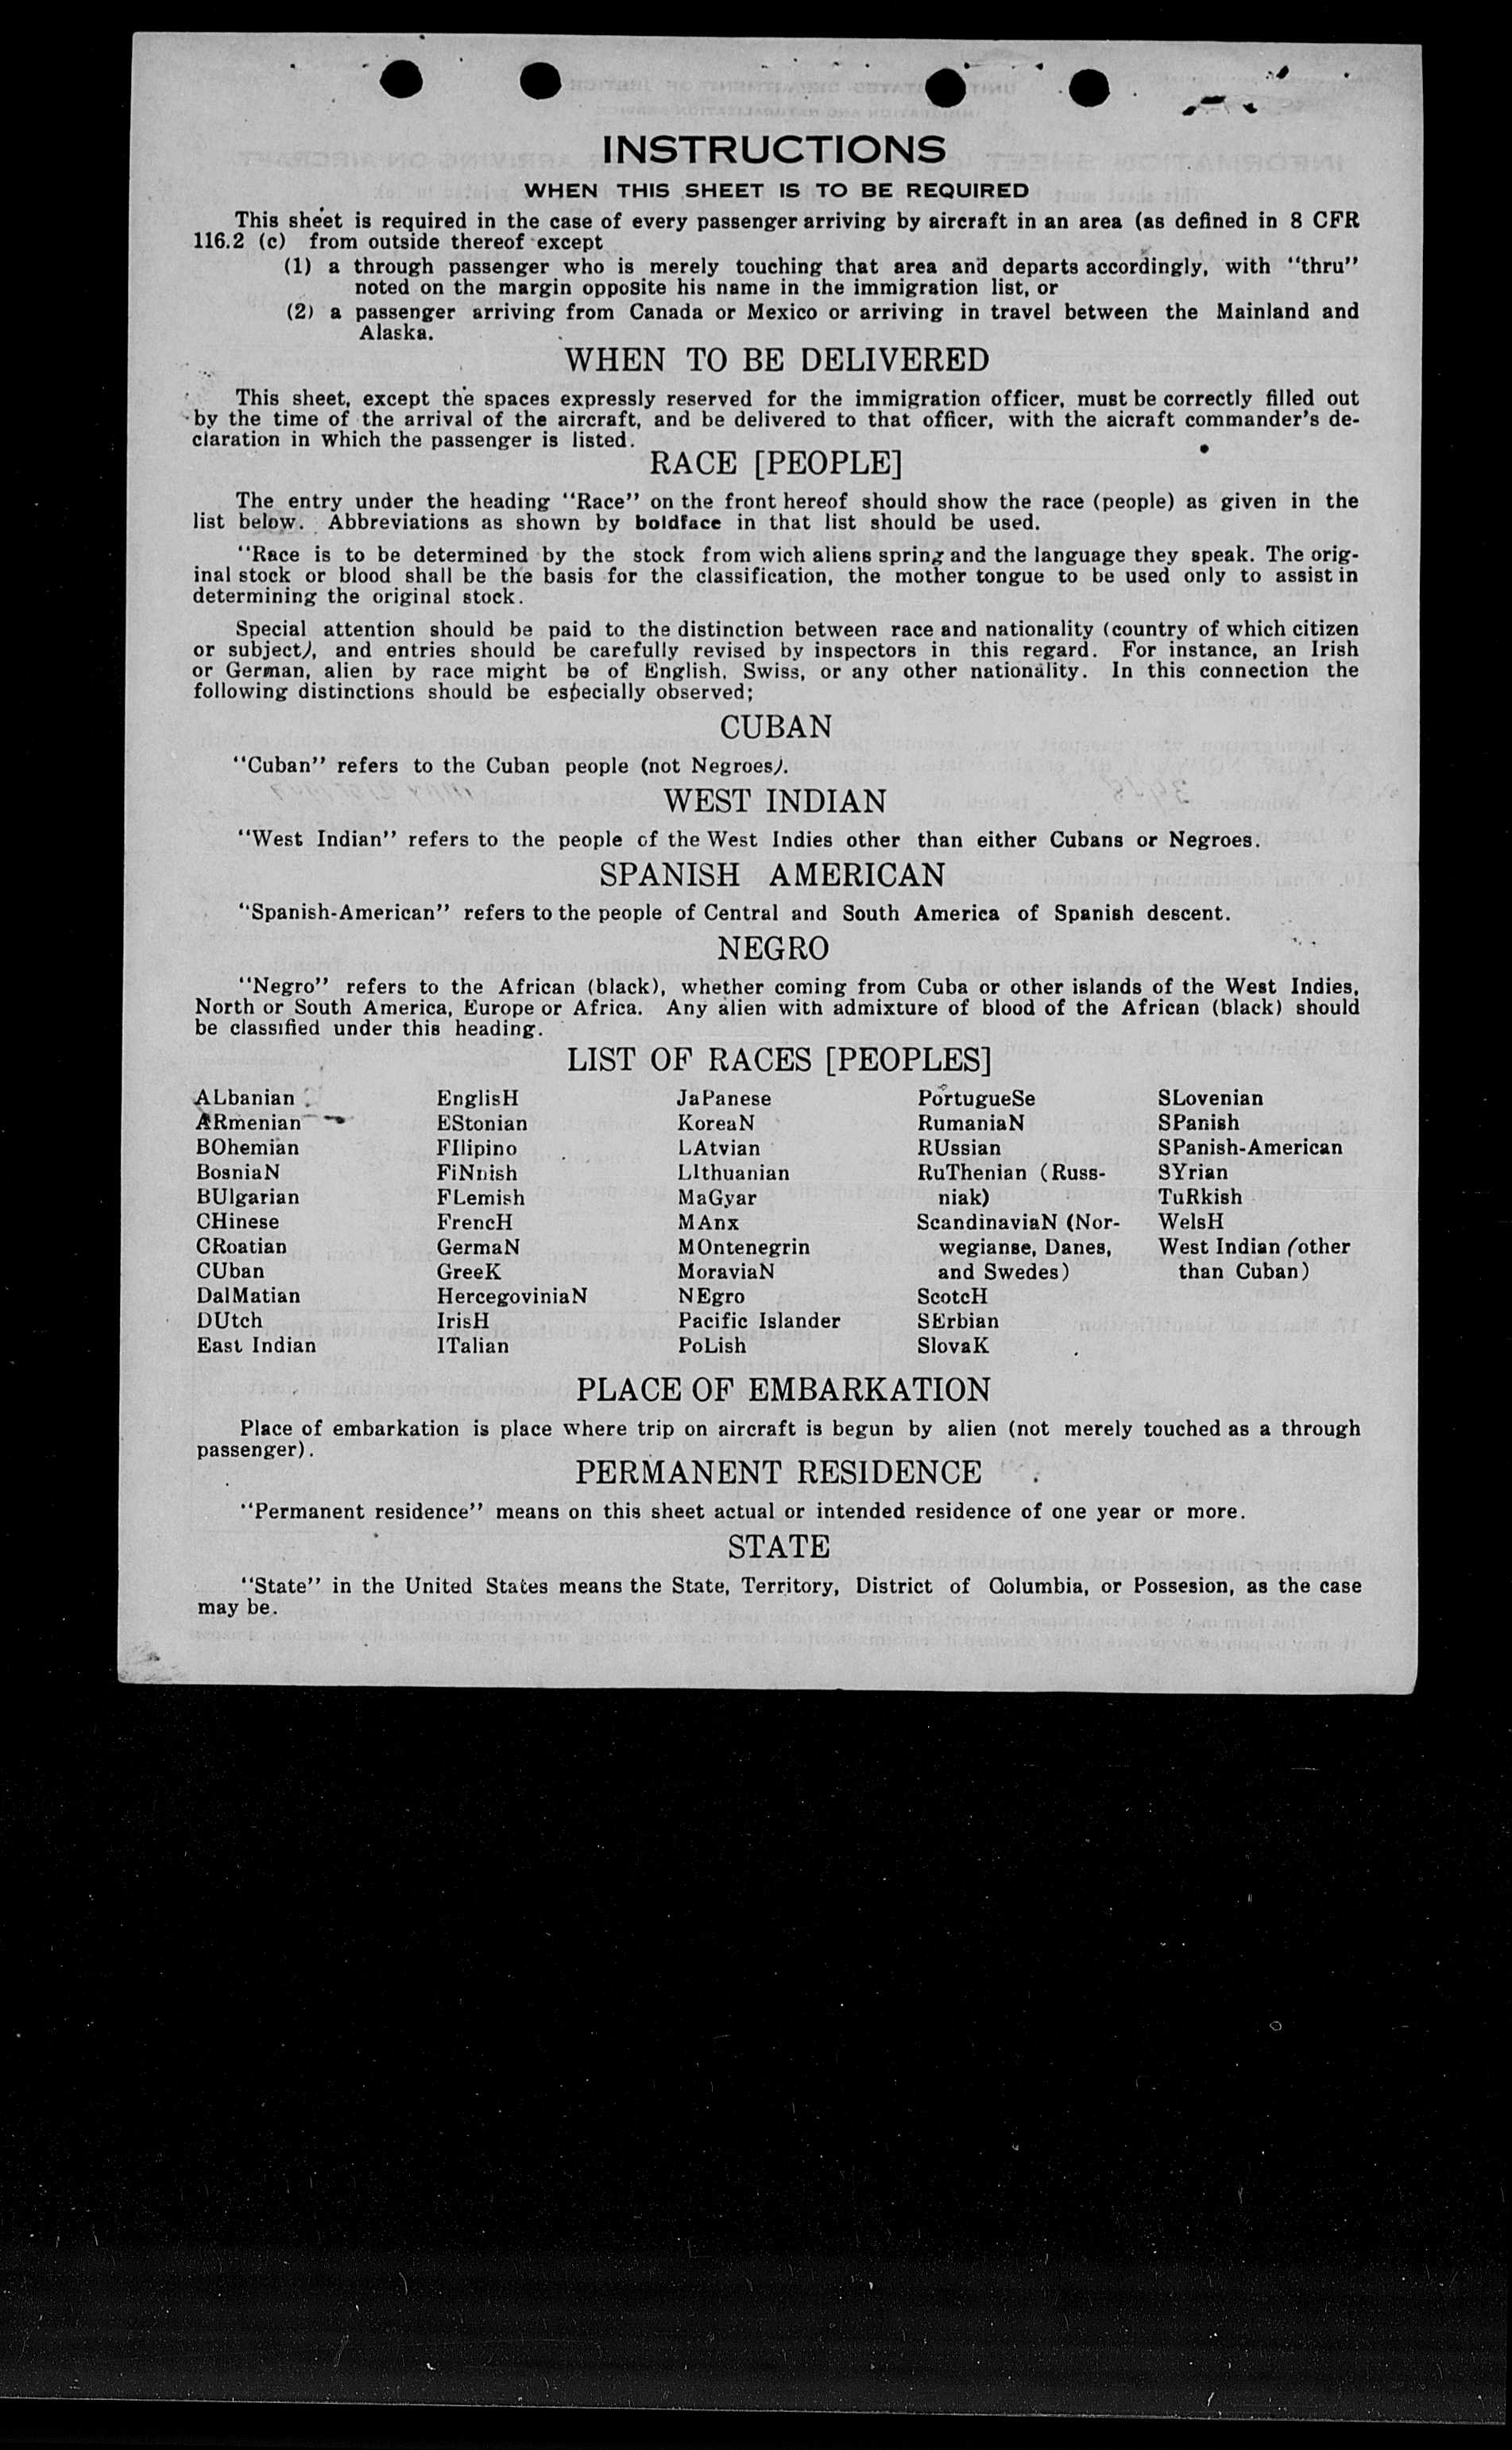 INSTRUCTIONS
WHEN THIS SHEET IS TO BE REQUIRED
This sheet is required in the case of every passenger arriving by aircraft in an area (as defined in 8 CFR
116.2 (c) from outside thereof except
(1) a through passenger who is merely touching that area and departs accordingly, with "thru"
noted on the margin opposite his name in the immigration list, or
(2) a passenger arriving from Canada or Mexico or arriving in travel between the Mainland and
Alaska.
WHEN TO BE DELIVERED
This sheet, except the spaces expressly reserved for the immigration officer, must be correctly filled out
by the time of the arrival of the aircraft, and be delivered to that officer, with the aicraft commander's de-
claration in which the passenger is listed.
RACE [PEOPLE]
The entry under the heading "Race" on the front hereof should show the race (people) as given in the
list below. Abbreviations as shown by boldface in that list should be used.
"Race is to be determined by the stock from wich aliens spring and the language they speak. The orig-
inal stock or blood shall be the basis for the classification, the mother tongue to be used only to assist in
determining the original stock.
Special attention should be paid to the distinction between race and nationality (country of which citizen
or subject), and entries should be carefully revised by inspectors in this regard. For instance, an Irish
or German, alien by race might be of English, Swiss, or any other nationality. In this connection the
following distinctions should be especially observed;
CUBAN
"Cuban" refers to the Cuban people (not Negroes).
WEST INDIAN
"West Indian" refers to the people of the West Indies other than either Cubans or Negroes.
SPANISH AMERICAN
"Spanish-American" refers to the people of Central and South America of Spanish descent.
NEGRO
"Negro" refers to the African (black), whether coming from Cuba or other islands of the West Indies,
North or South America, Europe or Africa. Any alien with admixture of blood of the African (black) should
be classified under this heading.
LIST OF RACES [PEOPLES]
ALbanian
ARmenian
BOhemian
BosniaN
BUlgarian
CHinese
CRoatian
CUban
DalMatian
DUtch
East Indian
EnglisH
EStonian
FIlipino
FiNnish
FLemish
FrencH
GermaN
GreeK
HercegoviniaN
IrisH
ITalian
JaPanese
KoreaN
LAtvian
LIthuanian
MaGyar
MAnx
MOntenegrin
MoraviaN
NEgro
Pacific Islander
PoLish
PortugueSe
RumaniaN
RUssian
RuThenian (Russ-
niak)
ScandinaviaN (Nor-
wegianse, Danes,
and Swedes)
ScotcH
SErbian
SlovaK
SLovenian
SPanish
SPanish-American
SYrian
TuRkish
WelsH
West Indian (other
than Cuban)
PLACE OF EMBARKATION
Place of embarkation is place where trip on aircraft is begun by alien (not merely touched as a through
passenger).
PERMANENT RESIDENCE
"Permanent residence" means on this sheet actual or intended residence of one year or more.
STATE
"State" in the United States means the State, Territory, District of Columbia, or Possesion, as the case
may be.